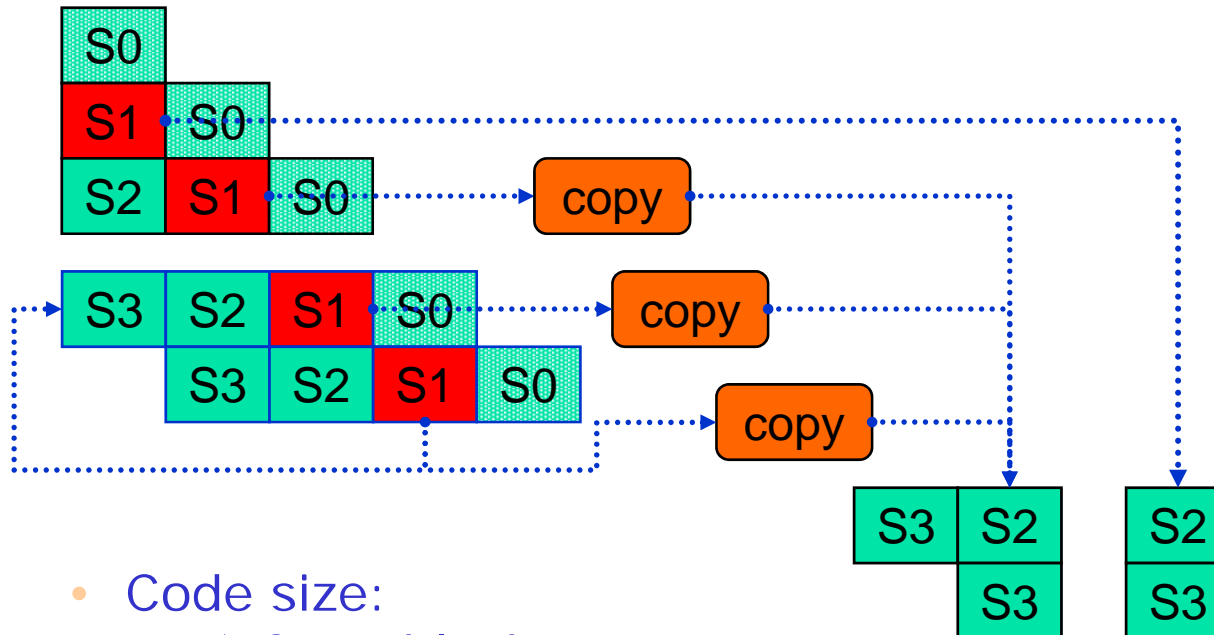 S0
S1 S0
S2 S1 S0 copy
S3 S2 S1 S0 copy
S3 S2 S1 S0
copy
S3 S2 S2
S3 S3
• Code size: